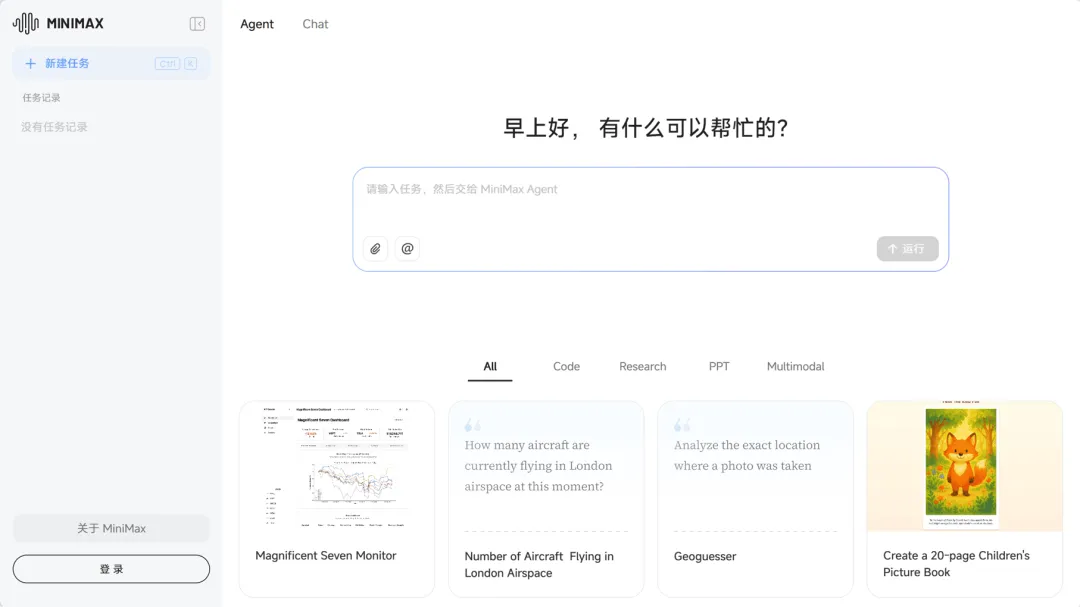 MINIMAX
新建任务
Ctrl K
任务记录
没有任务记录
关于 MiniMax
登 录
Agent
Chat
早上好， 有什么可以帮忙的?
请输入任务，然后交给 MiniMax Agent
@
运行
All
Code
Research
PPT
Multimodal
Magnificent Seven Dashboard
Magnificent Seven Monitor
How many aircraft are
currently flying in London
airspace at this moment?
Number of Aircraft Flying in
London Airspace
Analyze the exact location
where a photo was taken
Geoguesser
Create a 20-page Children's
Picture Book